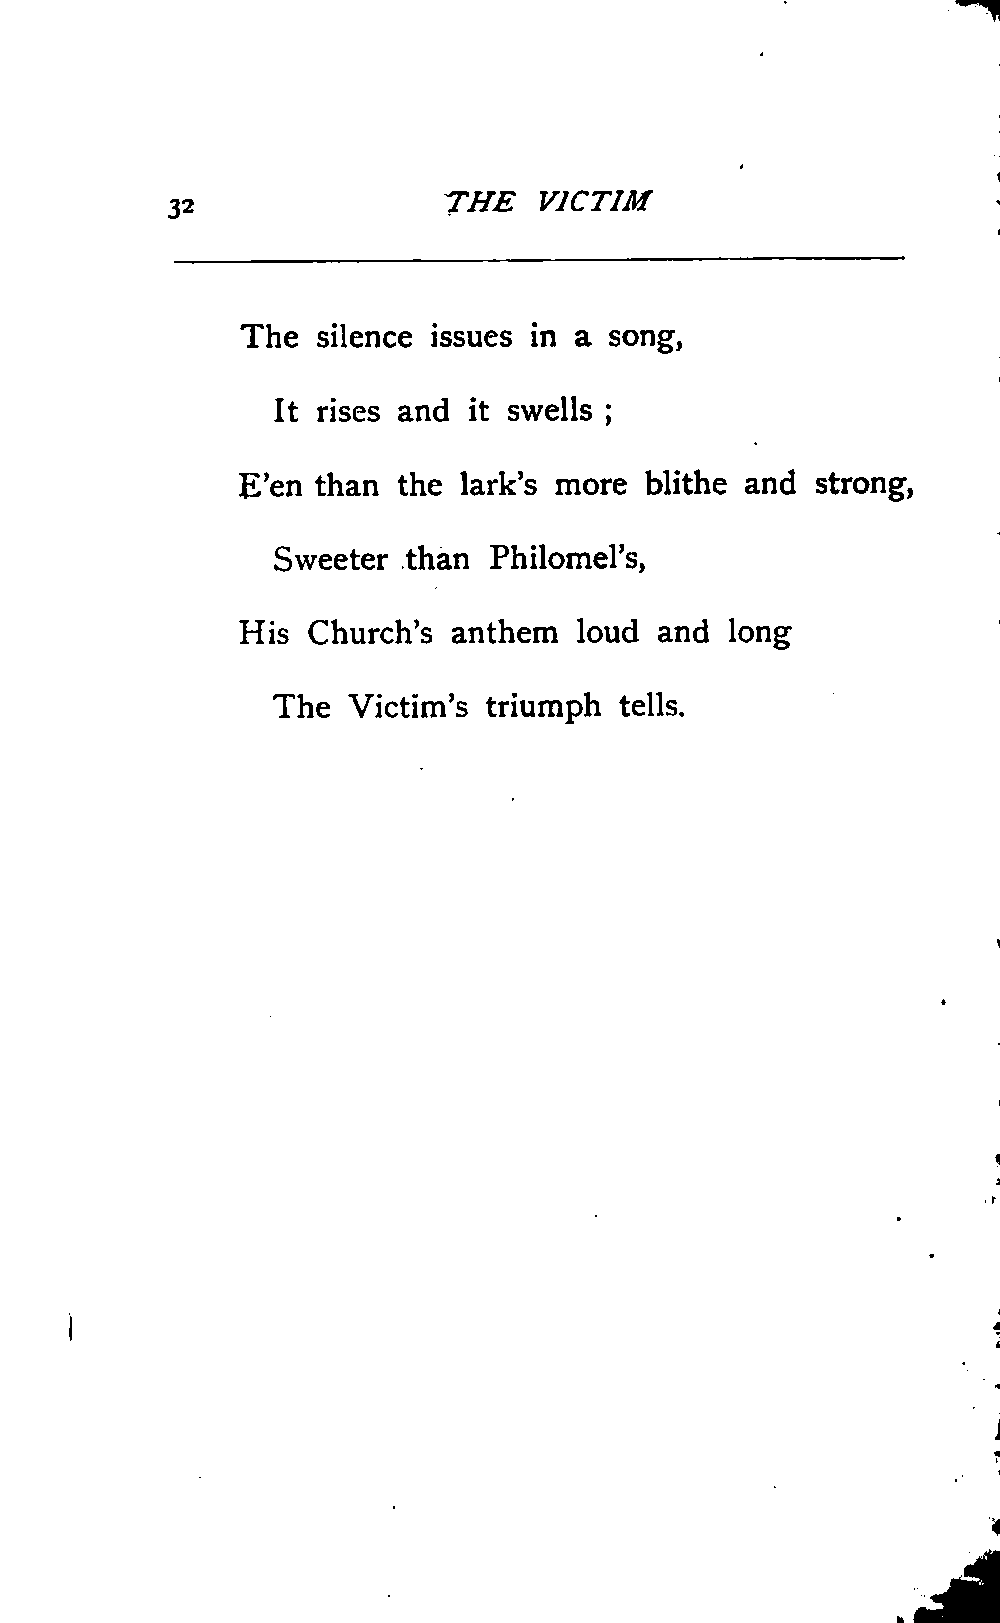 32 THE VICTIM
The silence issues in a song,
It rises and it swells ;
E'en than the lark's more blithe and strong,
Sweeter than Philomel's,
His Church's anthem loud and long
The Victim's triumph tells.